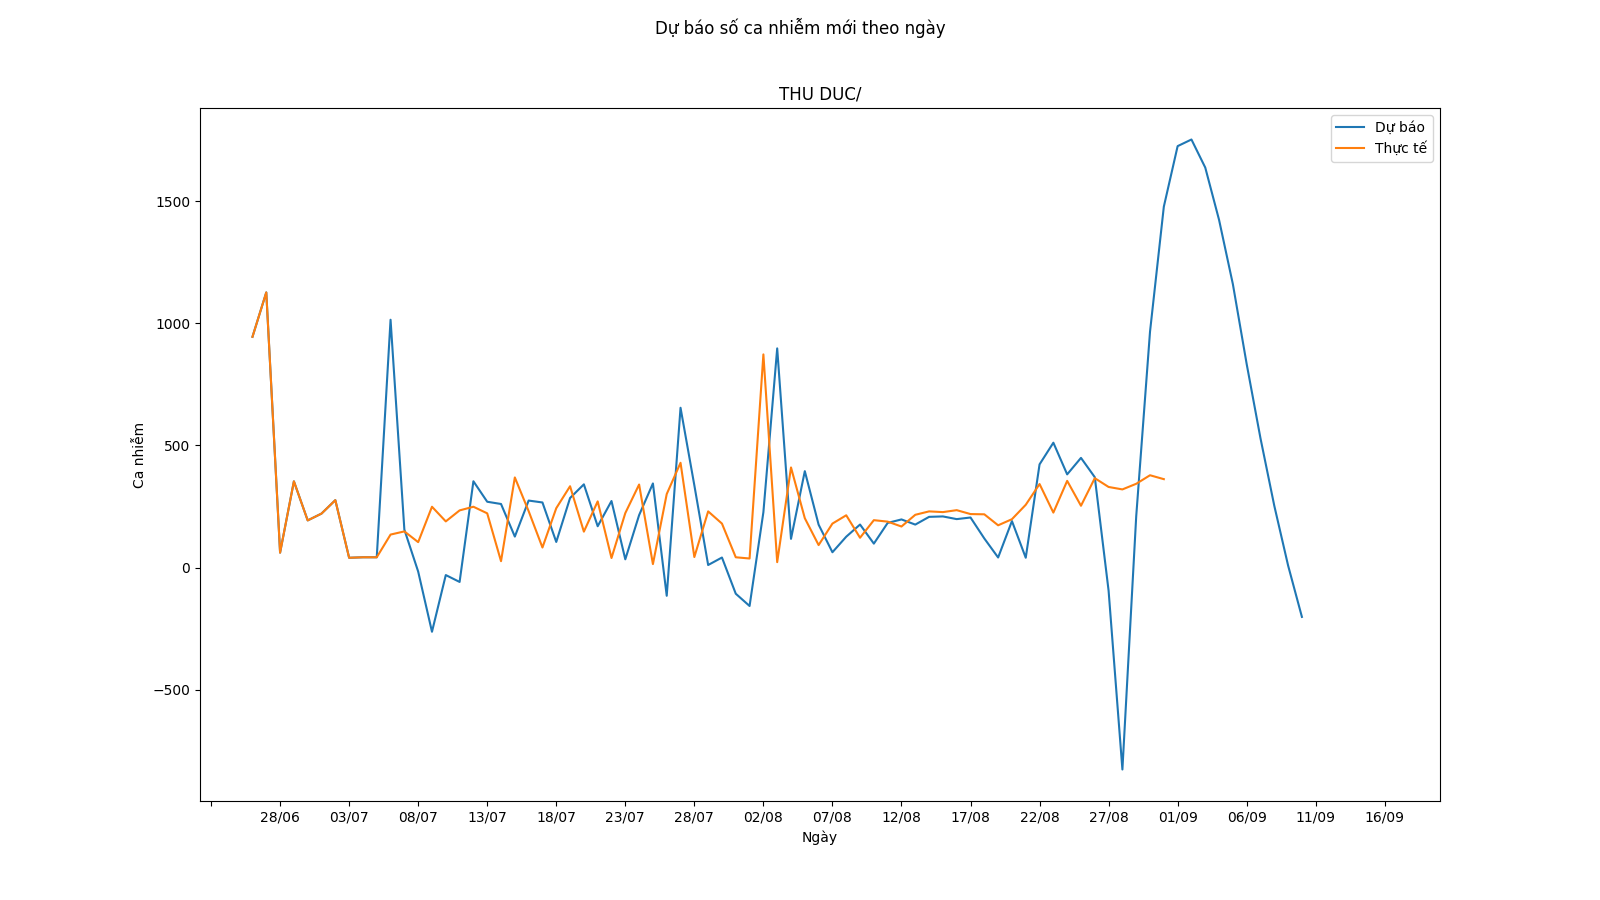 Dự báo số ca nhiễm mới theo ngày
THU DUC/
Dự báo
Thực tế
1500
1000
500
0
−500
Ca nhiễm
28/06 03/07 08/07 13/07 18/07 23/07 28/07 02/08 07/08 12/08 17/08 22/08 27/08 01/09 06/09 11/09 16/09
Ngày